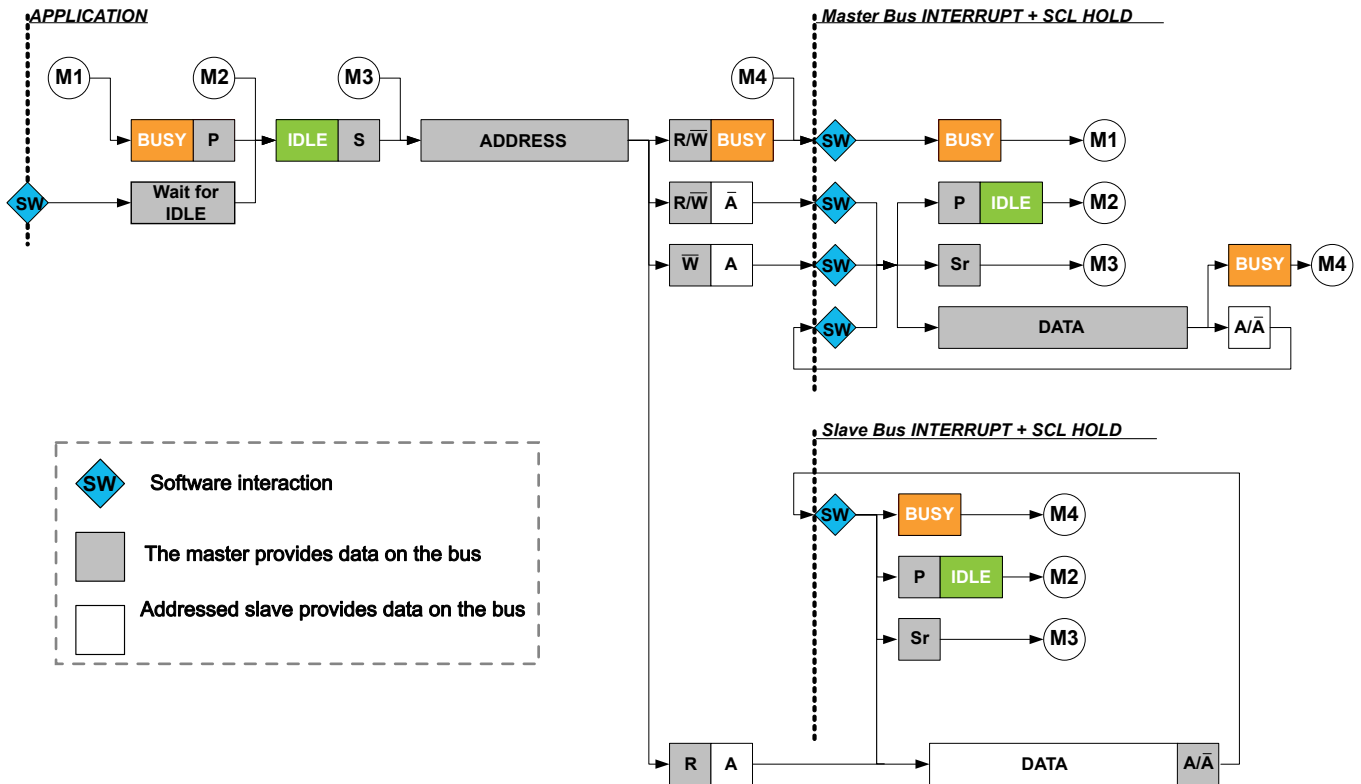 APPLICATION
Master Bus INTERRUPT + SCL HOLD
M1
M2
M3
M4
BUSY P
IDLE S
ADDRESS
R/W̅ BUSY
SW
BUSY
M1
SW
Wait for
IDLE
R/W̅ A̅
SW
P IDLE
M2
W̅ A
SW
Sr
M3
BUSY
M4
SW
DATA
A/A̅
Slave Bus INTERRUPT + SCL HOLD
SW
Software interaction
The master provides data on the bus
Addressed slave provides data on the bus
SW
BUSY
M4
P IDLE
M2
Sr
M3
R A
DATA
A/A̅